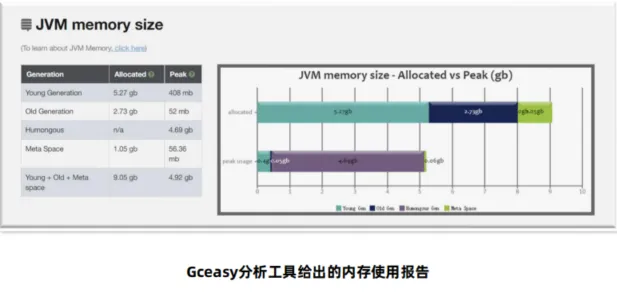 JVM memory size
(To learn about JVM Memory, click here)
Generation Allocated Peak
Young Generation 5.27 gb 408 mb
Old Generation 2.73 gb 52 mb
Humongous n/a 4.69 gb
Meta Space 1.05 gb 56.36 mb
Young + Old + Meta space 9.05 gb 4.92 gb
JVM memory size - Allocated vs Peak (gb)
allocated 5.27gb 2.73gb
peak usage 0.05gb 4.69gb 0.06gb
0 1 2 3 4 5 6 7 8 9 10
Young Gen Old Gen Humongous Gen Meta Space
Gceasy分析工具给出的内存使用报告